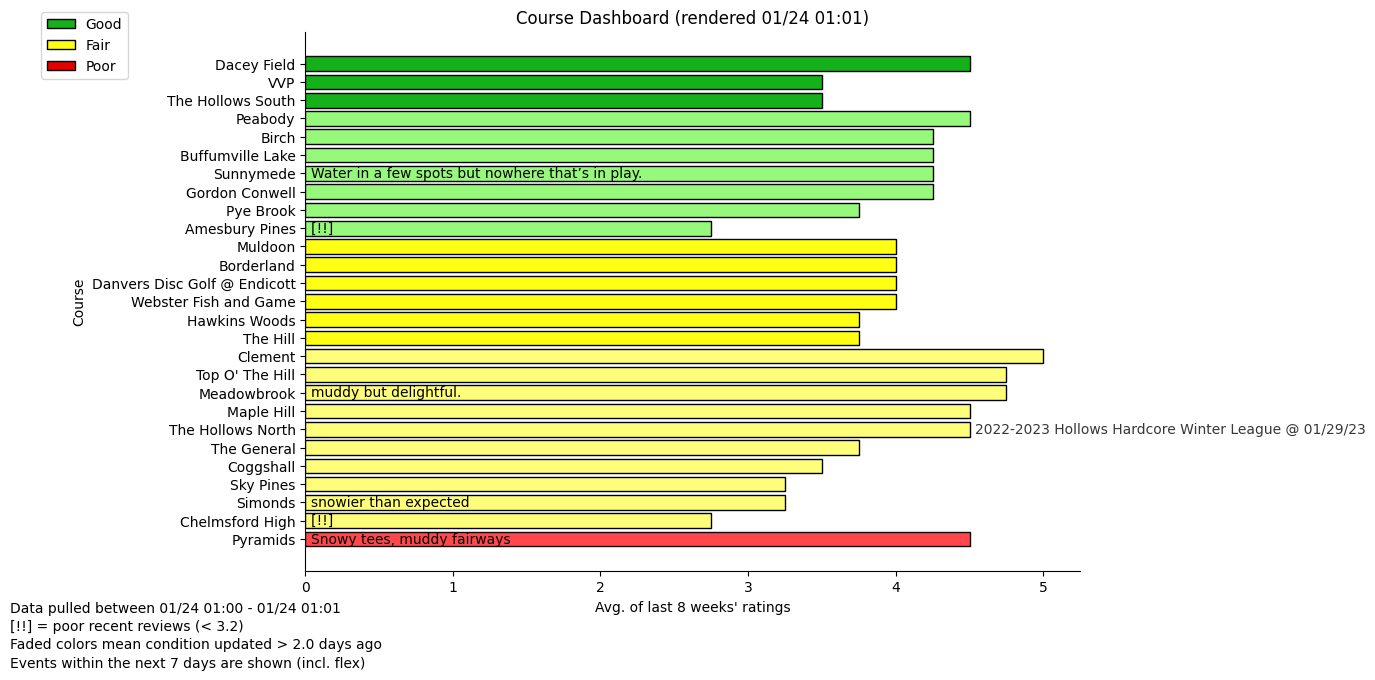 Course Dashboard (rendered 01/24 01:01)
Good
Fair
Poor
Course
Dacey Field
VVP
The Hollows South
Peabody
Birch
Buffumville Lake
Sunnymede Water in a few spots but nowhere that’s in play.
Gordon Conwell
Pye Brook
Amesbury Pines [!!]
Muldoon
Borderland
Danvers Disc Golf @ Endicott
Webster Fish and Game
Hawkins Woods
The Hill
Clement
Top O' The Hill
Meadowbrook muddy but delightful.
Maple Hill
The Hollows North 2022-2023 Hollows Hardcore Winter League @ 01/29/23
The General
Coggshall
Sky Pines
Simonds snowier than expected
Chelmsford High [!!]
Pyramids Snowy tees, muddy fairways
0 1 2 3 4 5
Avg. of last 8 weeks' ratings
Data pulled between 01/24 01:00 - 01/24 01:01
[!!] = poor recent reviews (< 3.2)
Faded colors mean condition updated > 2.0 days ago
Events within the next 7 days are shown (incl. flex)